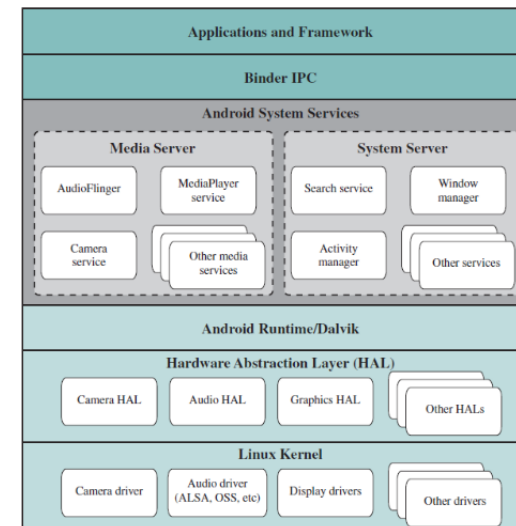 Applications and Framework
Binder IPC
Android System Services
Media Server
AudioFlinger
MediaPlayer
service
Camera
service
Other media
services
System Server
Search service
Window
manager
Activity
manager
Other services
Android Runtime/Dalvik
Hardware Abstraction Layer (HAL)
Camera HAL
Audio HAL
Graphics HAL
Other HALs
Linux Kernel
Camera driver
Audio driver
(ALSA, OSS, etc)
Display drivers
Other drivers